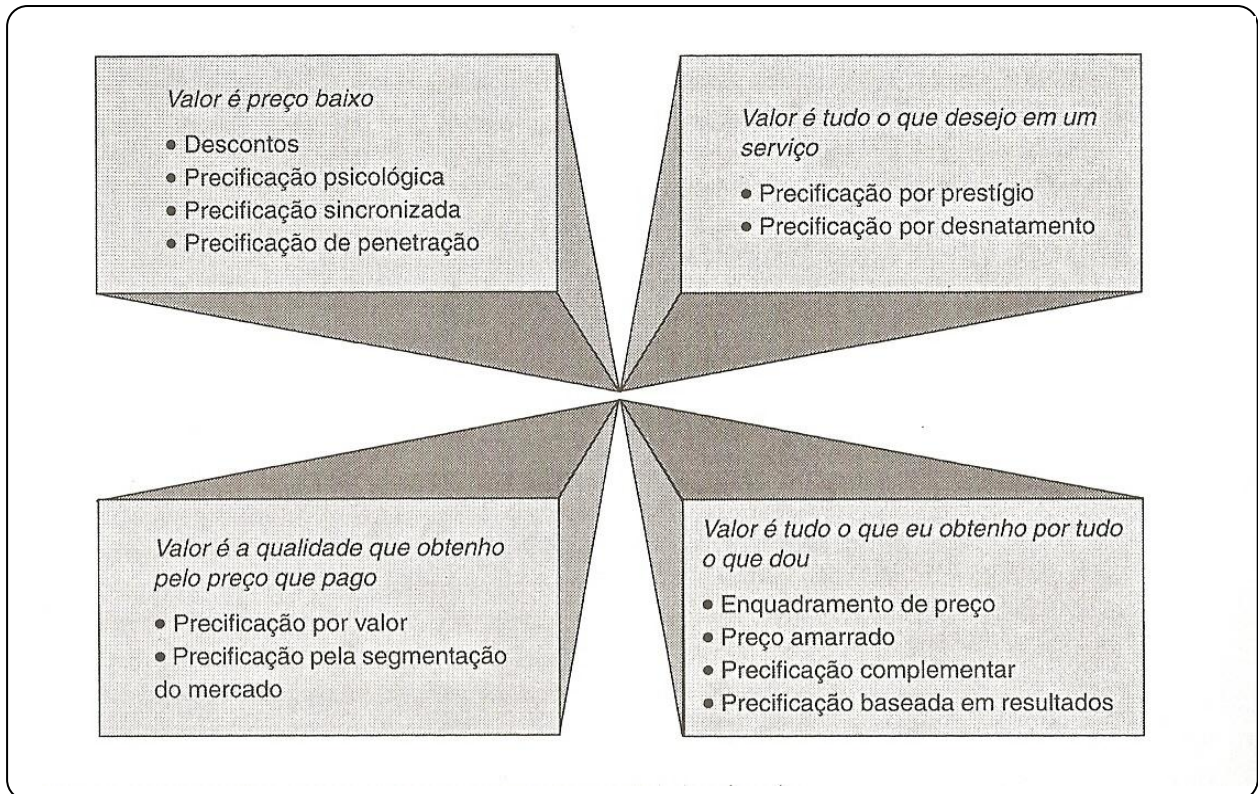 Valor é preço baixo
• Descontos
• Precificação psicológica
• Precificação sincronizada
• Precificação de penetração
Valor é tudo o que desejo em um
serviço
• Precificação por prestígio
• Precificação por desnatamento
Valor é a qualidade que obtenho
pelo preço que pago
• Precificação por valor
• Precificação pela segmentação
do mercado
Valor é tudo o que eu obtenho por tudo
o que dou
• Enquadramento de preço
• Preço amarrado
• Precificação complementar
• Precificação baseada em resultados